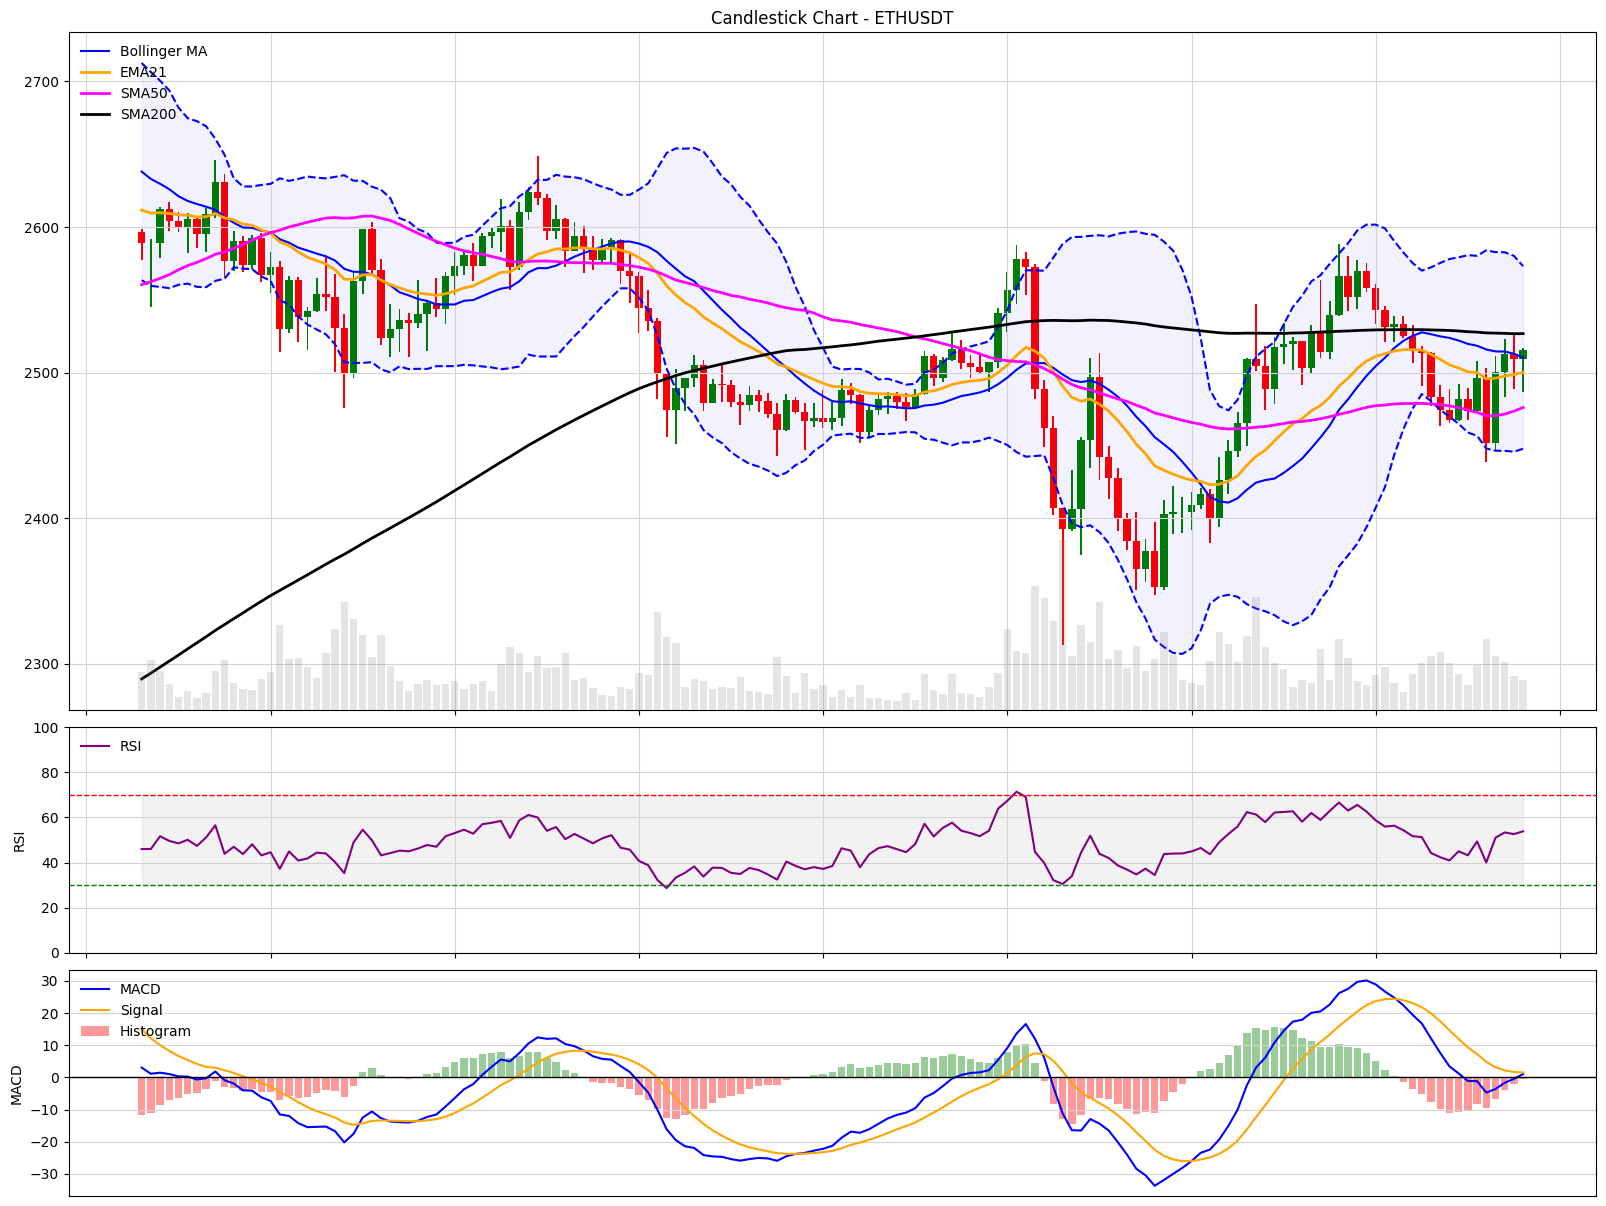 Candlestick Chart - ETHUSDT
Bollinger MA
EMA21
SMA50
SMA200
2700
2600
2500
2400
2300
RSI
100
80
60
40
20
0
RSI
MACD
Signal
Histogram
30
20
10
0
−10
−20
−30
MACD